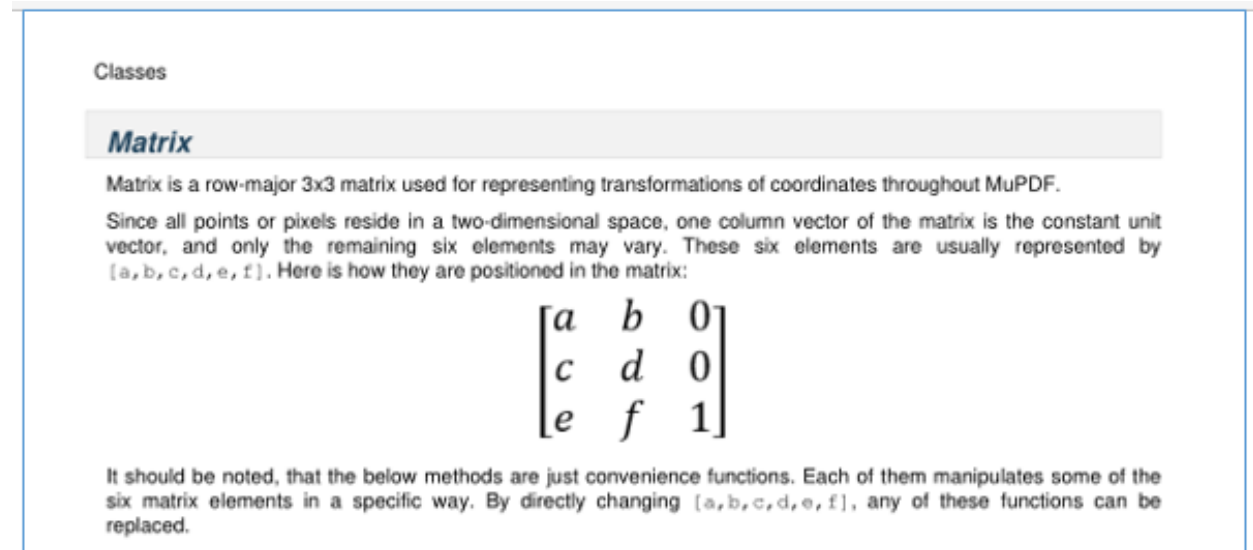 Classes
Matrix
Matrix is a row-major 3x3 matrix used for representing transformations of coordinates throughout MuPDF.
Since all points or pixels reside in a two-dimensional space, one column vector of the matrix is the constant unit
vector, and only the remaining six elements may vary. These six elements are usually represented by
[a,b,c,d,e,f]. Here is how they are positioned in the matrix:
a b 0
c d 0
e f 1
It should be noted, that the below methods are just convenience functions. Each of them manipulates some of the
six matrix elements in a specific way. By directly changing [a,b,c,d,e,f], any of these functions can be
replaced.